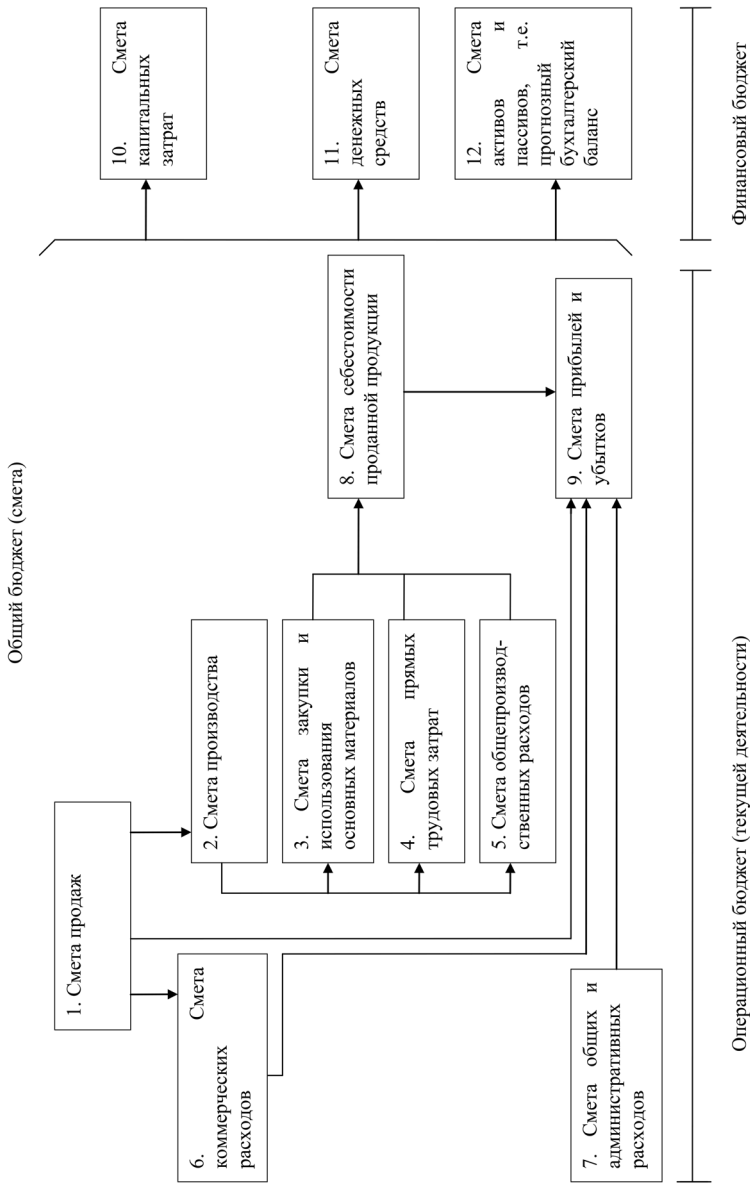 Общий бюджет (смета)
1. Смета продаж
6. Смета
коммерческих
расходов
2. Смета производства
3. Смета закупки и
использования
основных материалов
4. Смета прямых
трудовых затрат
5. Смета общепроизвод-
ственных расходов
7. Смета общих и
административных
расходов
8. Смета себестоимости
проданной продукции
9. Смета прибылей и
убытков
10. Смета
капитальных
затрат
11. Смета
денежных
средств
12. Смета
активов и
пассивов, т.е.
прогнозный
бухгалтерский
баланс
Операционный бюджет (текущей деятельности)
Финансовый бюджет